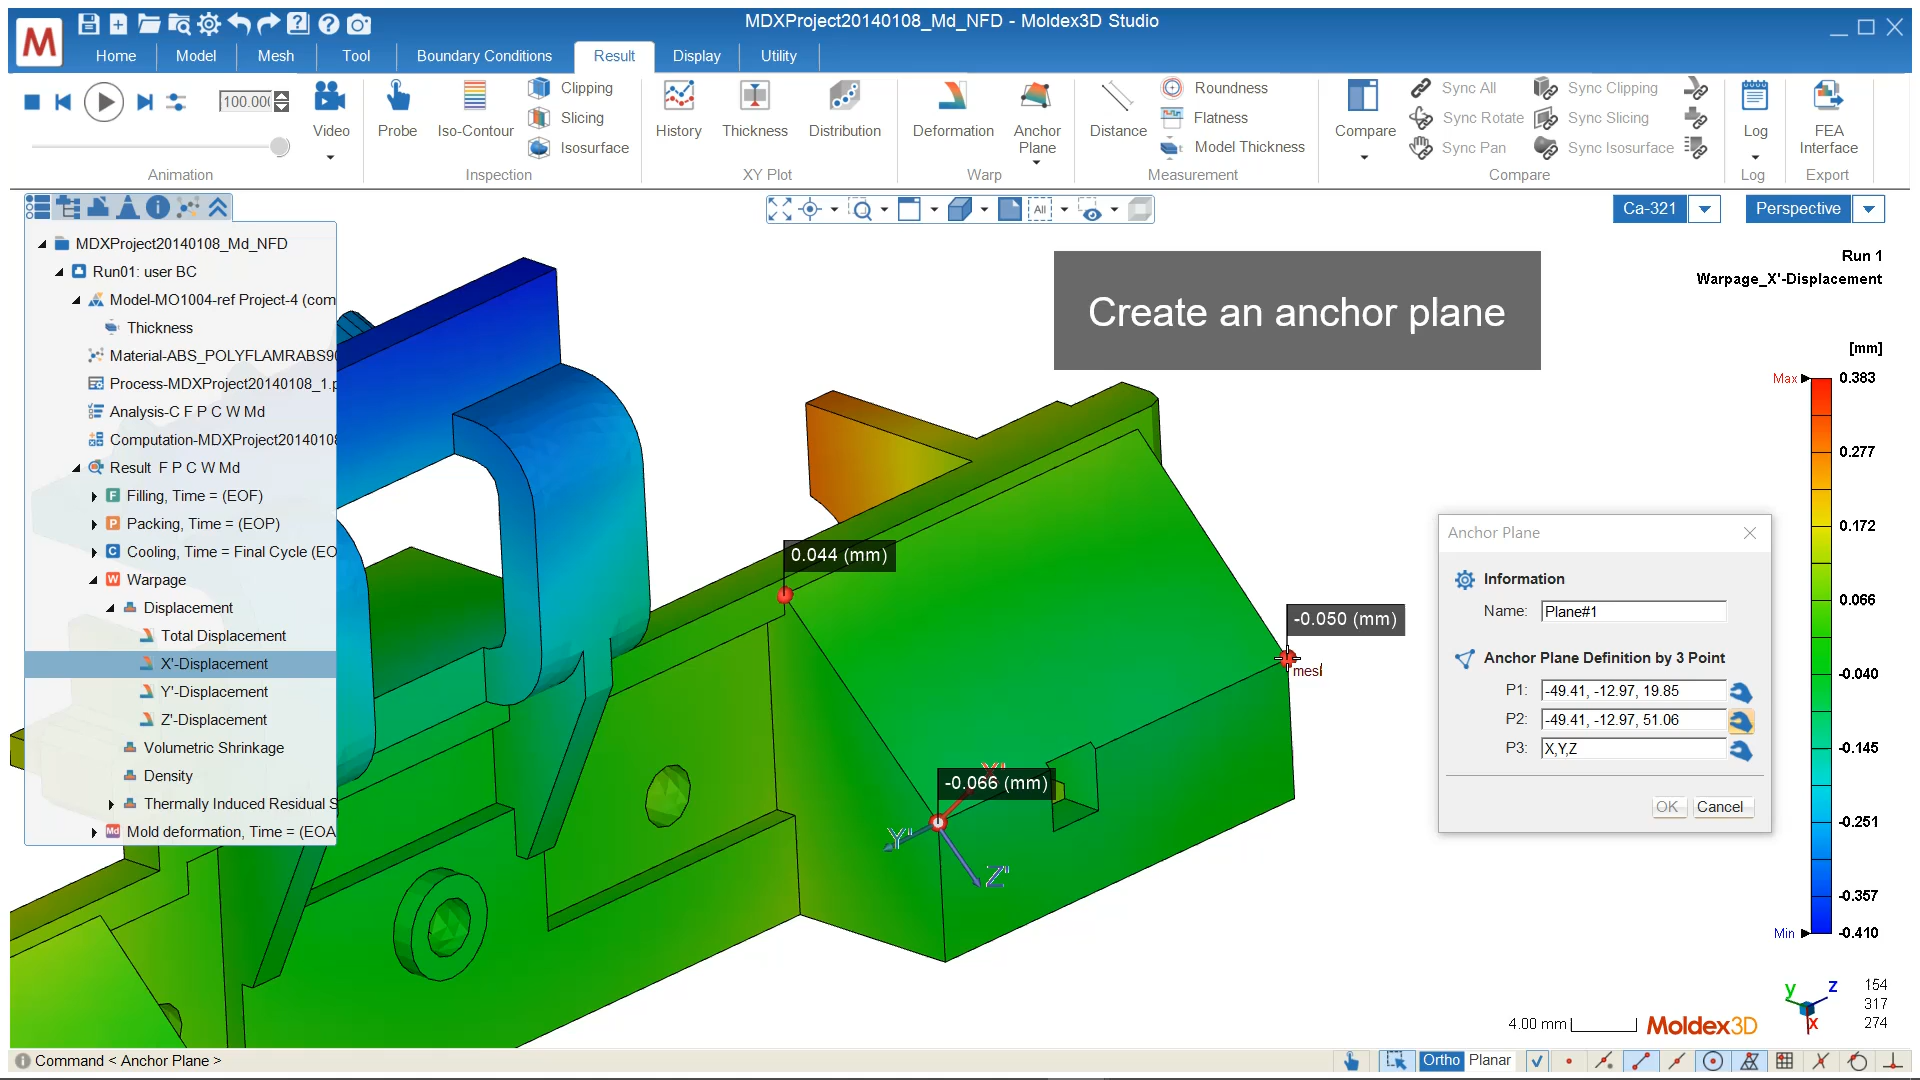 MDXProject20140108_Md_NFD - Moldex3D Studio
M
Home
Model
Mesh
Tool
Boundary Conditions
Result
Display
Utility
100.00
Video
Animation
Probe
Iso-Contour
Clipping
Slicing
Isosurface
Inspection
History
Thickness
Distribution
XY Plot
Deformation
Anchor
Plane
Warp
Distance
Roundness
Flatness
Model Thickness
Measurement
Compare
Sync All
Sync Rotate
Sync Pan
Sync Clipping
Sync Slicing
Sync Isosurface
Compare
Log
Log
FEA
Interface
Export
All
Ca-321
Perspective
MDXProject20140108_Md_NFD
Run01: user BC
Model-MO1004-ref Project-4 (com
Thickness
Material-ABS_POLYFLAMRABS90
Process-MDXProject20140108_1.p
Analysis-C F P C W Md
Computation-MDXProject20140108
Result F P C W Md
F Filling, Time = (EOF)
P Packing, Time = (EOP)
C Cooling, Time = Final Cycle (EO
W Warpage
Displacement
Total Displacement
X'-Displacement
Y'-Displacement
Z'-Displacement
Volumetric Shrinkage
Density
Thermally Induced Residual S
Md Mold deformation, Time = (EOA
Create an anchor plane
0.044 (mm)
-0.050 (mm)
mesl
-0.066 (mm)
X'
Y'
Z'
Run 1
Warpage_X'-Displacement
[mm]
Max 0.383
0.277
0.172
0.066
-0.040
-0.145
-0.251
-0.357
Min -0.410
Anchor Plane
Information
Name: Plane#1
Anchor Plane Definition by 3 Point
P1: -49.41, -12.97, 19.85
P2: -49.41, -12.97, 51.06
P3: X,Y,Z
OK
Cancel
y
z
x
154
317
274
4.00 mm
Moldex3D
Command < Anchor Plane >
Ortho
Planar